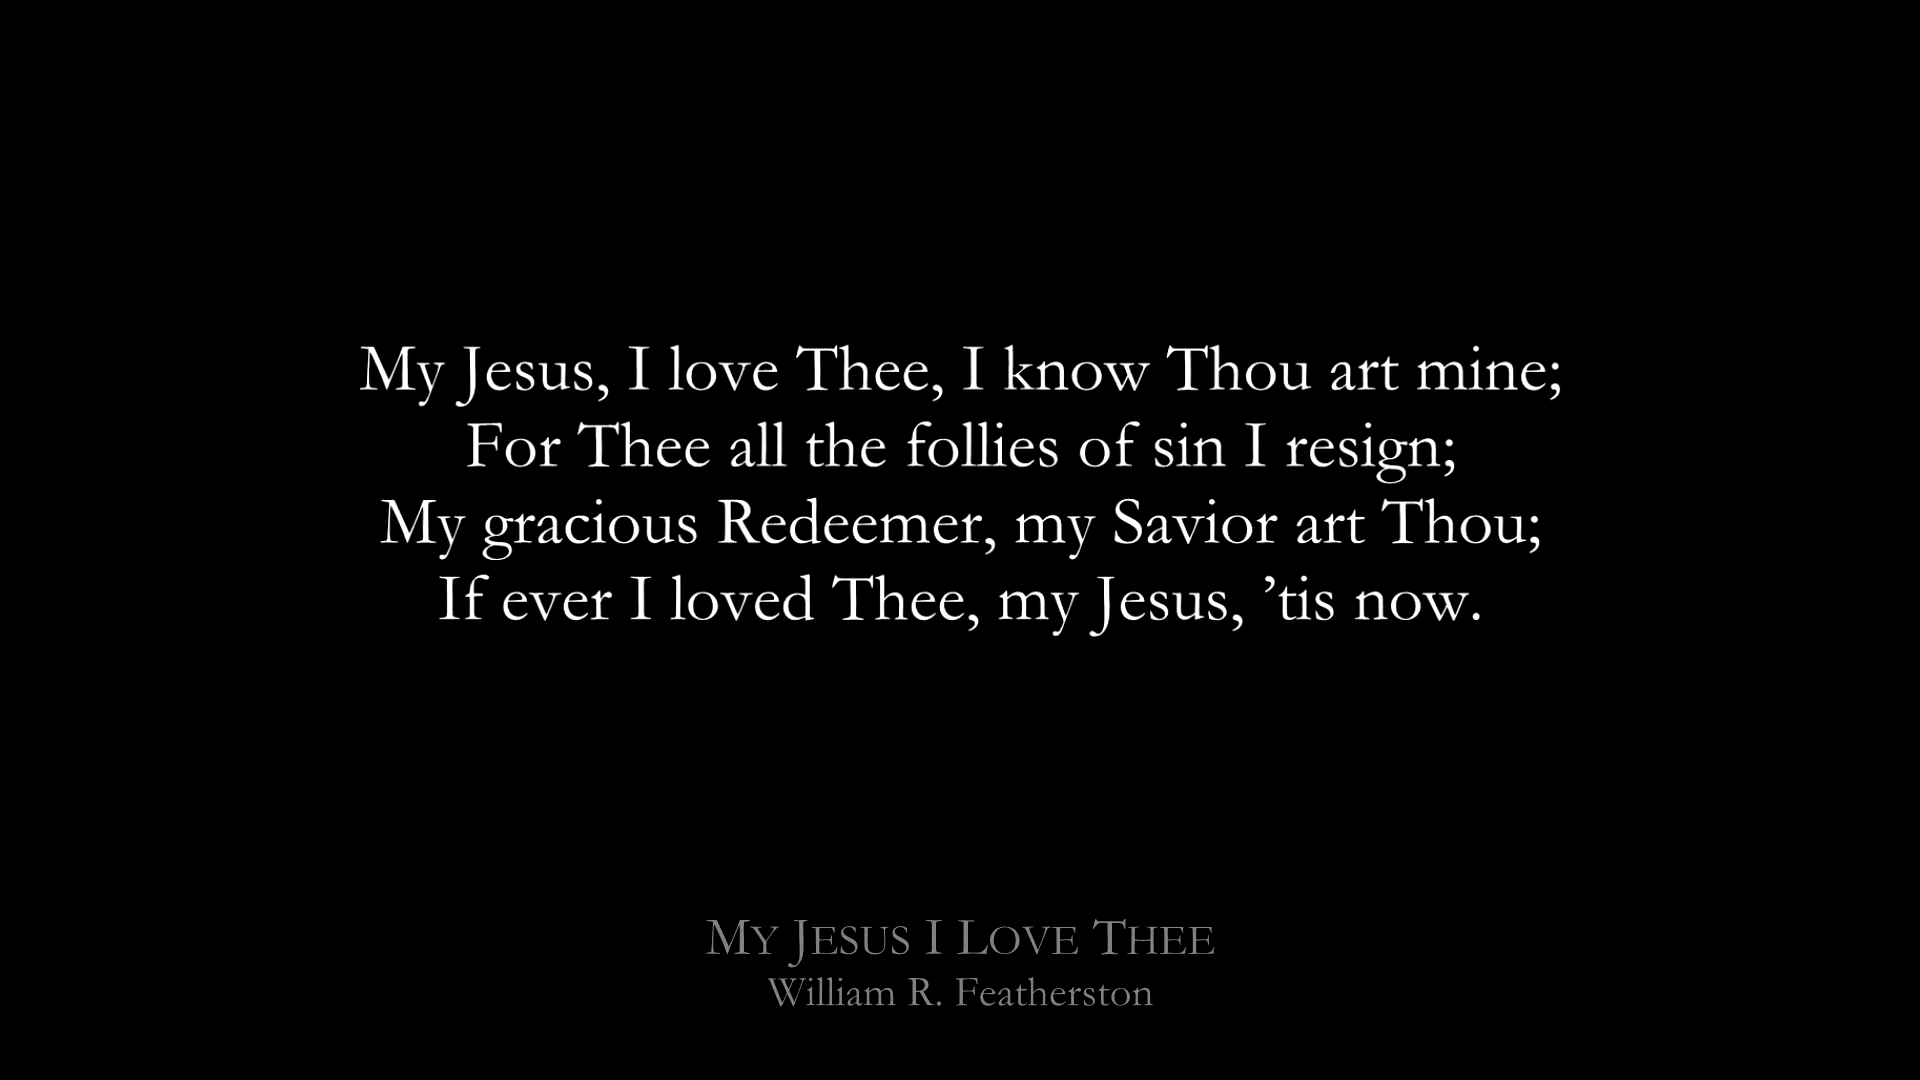 My Jesus, I love Thee, I know Thou art mine;
For Thee all the follies of sin I resign;
My gracious Redeemer, my Savior art Thou;
If ever I loved Thee, my Jesus, ’tis now.
My Jesus I Love Thee
William R. Featherston